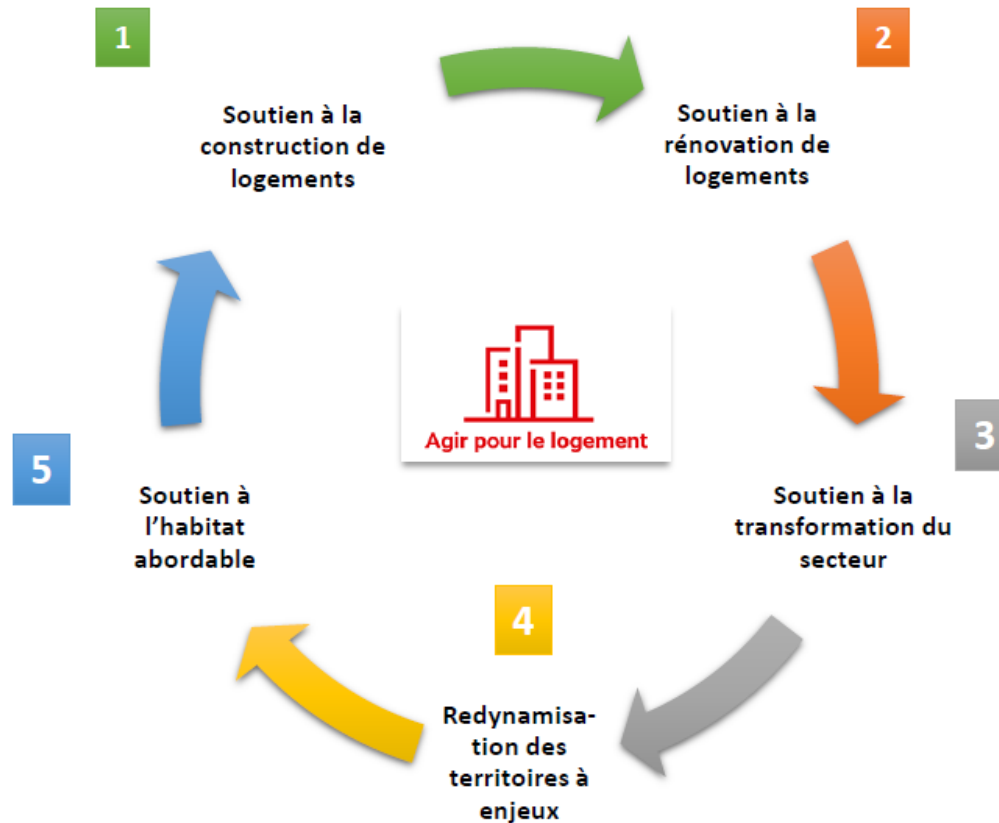 1
Soutien à la
construction de
logements
2
Soutien à la
rénovation de
logements
3
Soutien à la
transformation du
secteur
4
Redynamisa-
tion des
territoires à
enjeux
5
Soutien à
l’habitat
abordable
Agir pour le logement